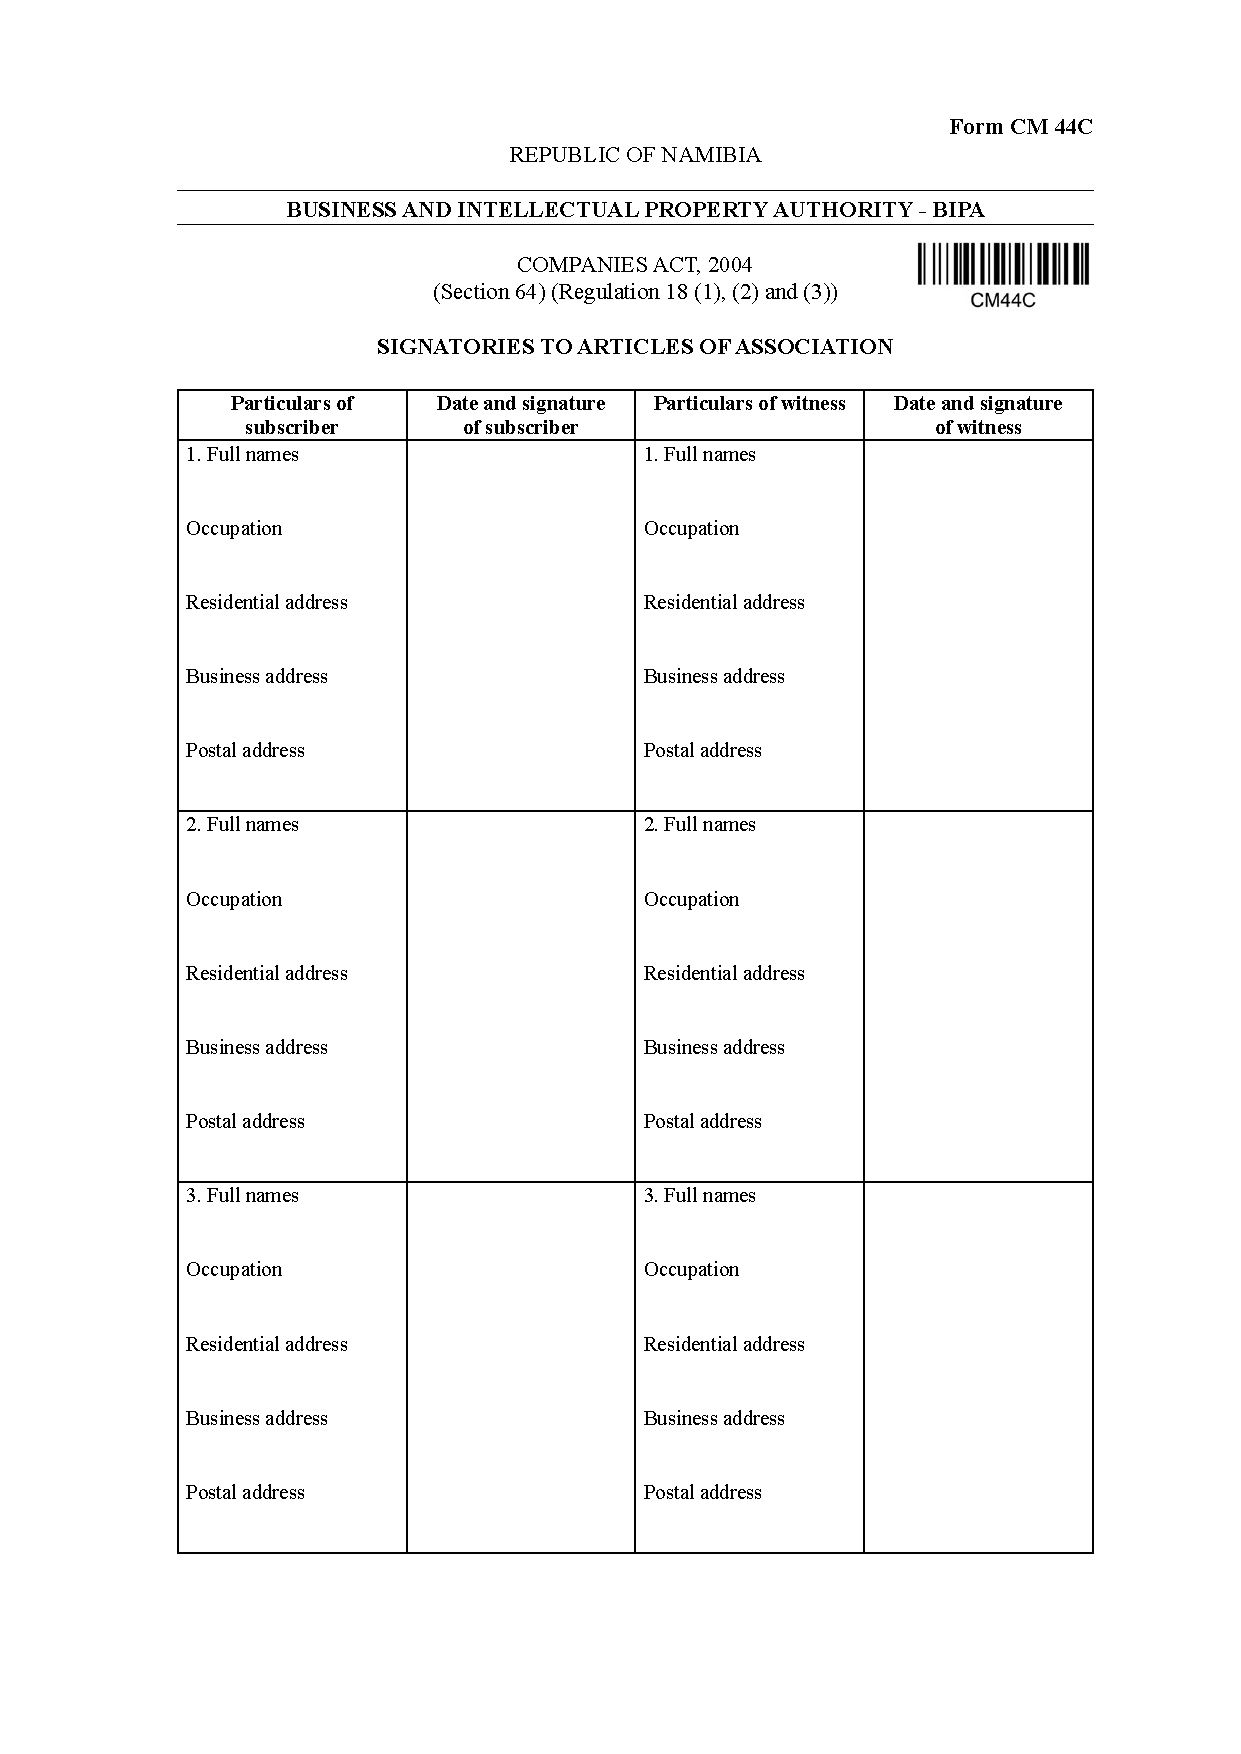 Form CM 44C
REPUBLIC OF NAMIBIA
BUSINESS AND INTELLECTUAL PROPERTY AUTHORITY - BIPA
COMPANIES ACT, 2004
(Section 64) (Regulation 18 (1), (2) and (3))
CM44C
SIGNATORIES TO ARTICLES OF ASSOCIATION
Particulars of subscriber | Date and signature of subscriber | Particulars of witness | Date and signature of witness
1. Full names | 1. Full names
Occupation | Occupation
Residential address | Residential address
Business address | Business address
Postal address | Postal address
2. Full names | 2. Full names
Occupation | Occupation
Residential address | Residential address
Business address | Business address
Postal address | Postal address
3. Full names | 3. Full names
Occupation | Occupation
Residential address | Residential address
Business address | Business address
Postal address | Postal address